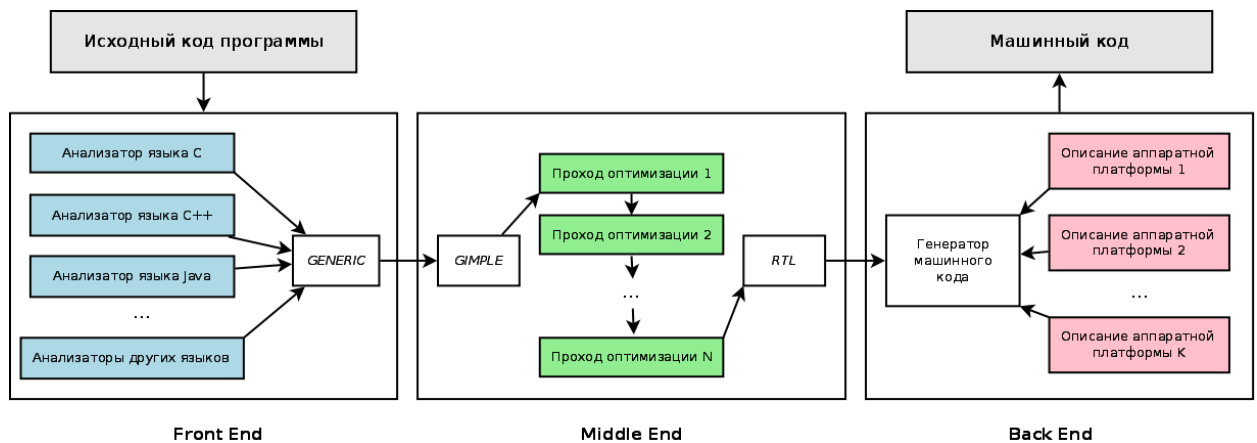 Исходный код программы
Машинный код
Анализатор языка C
Анализатор языка C++
Анализатор языка Java
...
Анализаторы других языков
GENERIC
GIMPLE
Проход оптимизации 1
Проход оптимизации 2
...
Проход оптимизации N
RTL
Генератор
машинного
кода
Описание аппаратной
платформы 1
Описание аппаратной
платформы 2
...
Описание аппаратной
платформы K
Front End
Middle End
Back End